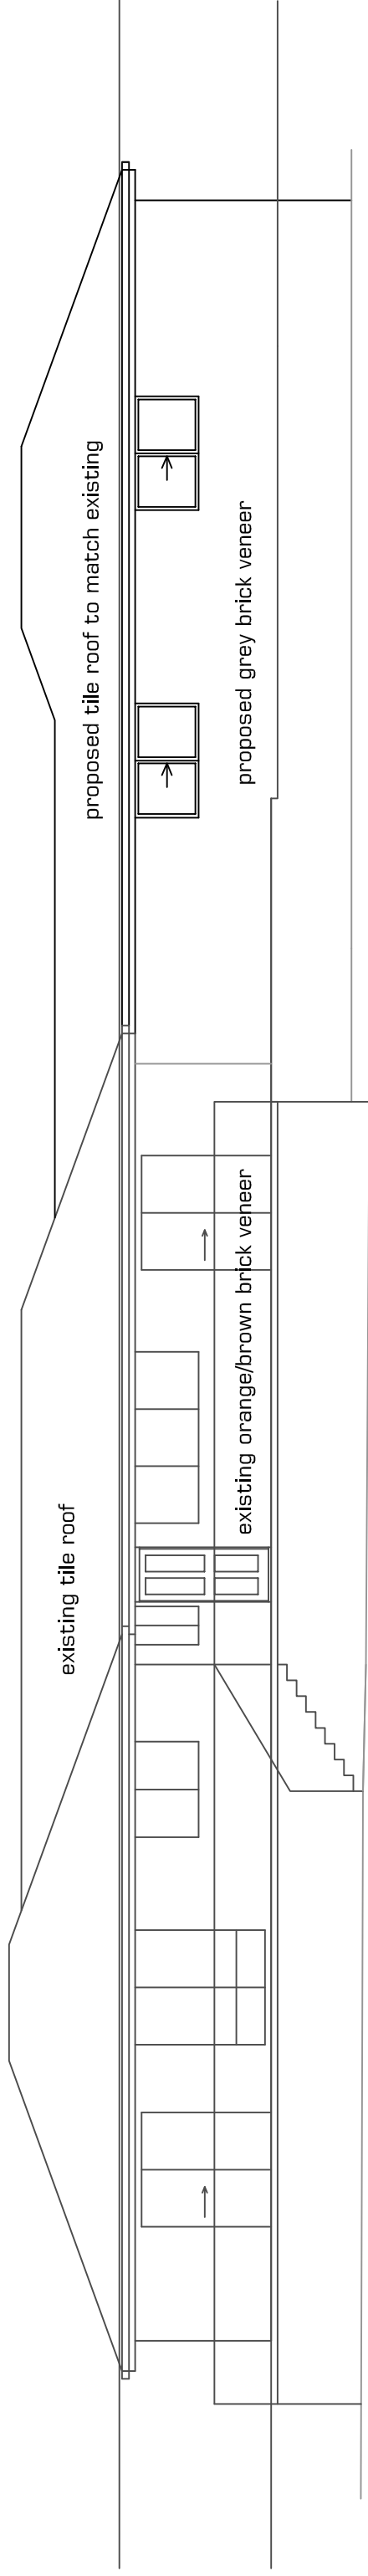 existing tile roof
proposed tile roof to match existing
existing orange/brown brick veneer
proposed grey brick veneer